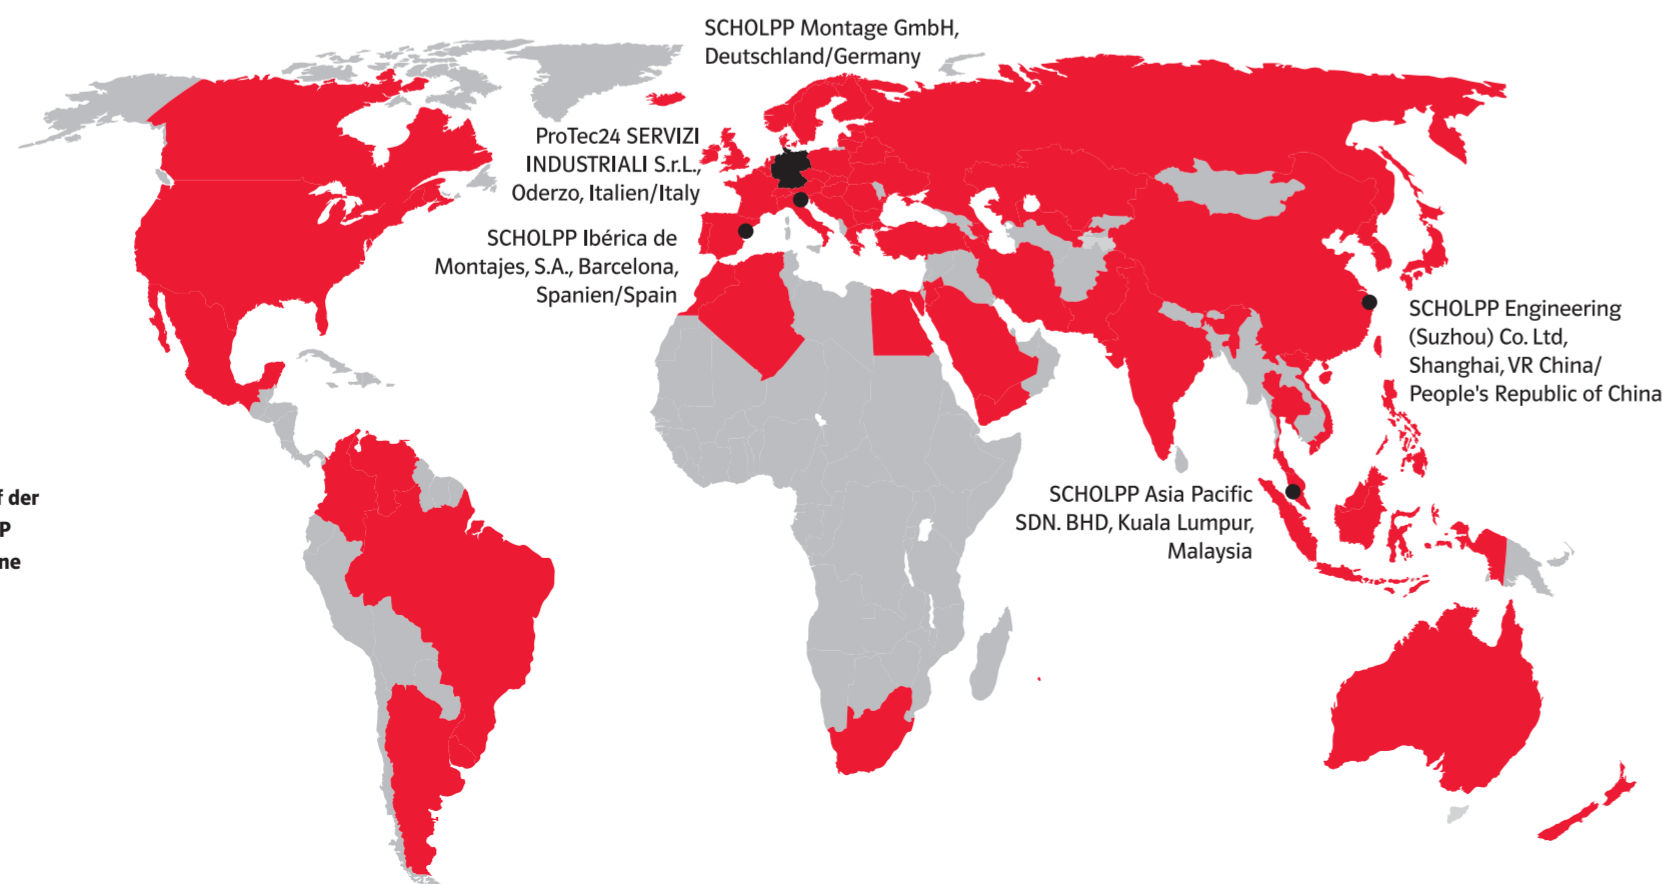 SCHOLPP Montage GmbH,
Deutschland/Germany
ProTec24 SERVIZI
INDUSTRIALI S.r.L.,
Oderzo, Italien/Italy
SCHOLPP Ibérica de
Montajes, S.A., Barcelona,
Spanien/Spain
SCHOLPP Engineering
(Suzhou) Co. Ltd,
Shanghai, VR China/
People's Republic of China
SCHOLPP Asia Pacific
SDN. BHD, Kuala Lumpur,
Malaysia
der